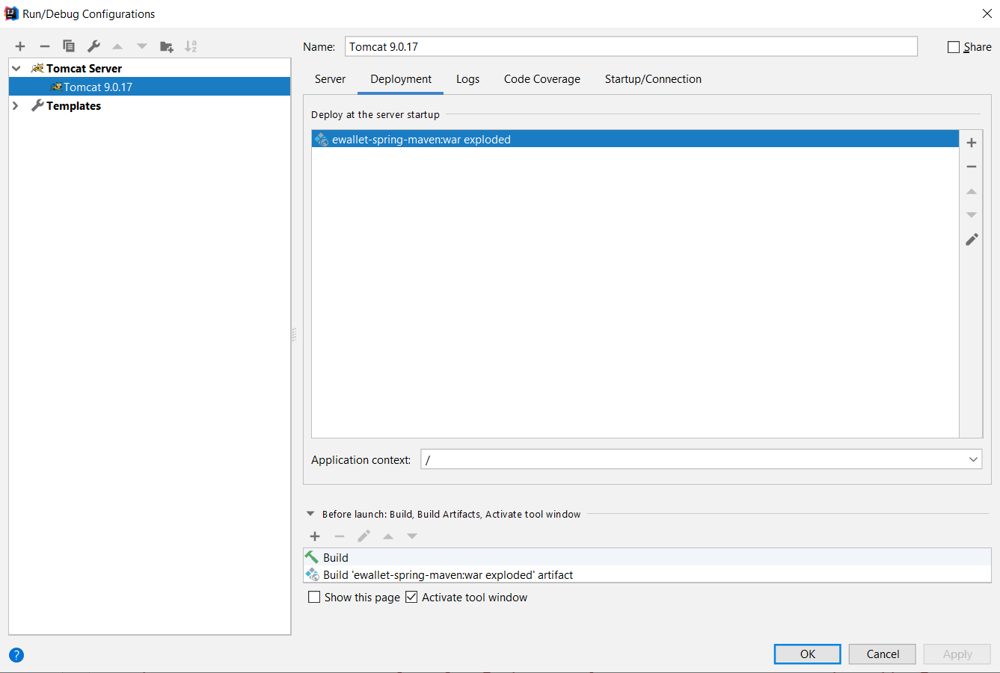 Run/Debug Configurations
Name: Tomcat 9.0.17 Share
Tomcat Server
Tomcat 9.0.17
Templates
Server Deployment Logs Code Coverage Startup/Connection
Deploy at the server startup
ewallet-spring-maven:war exploded
Application context: /
Before launch: Build, Build Artifacts, Activate tool window
Build
Build 'ewallet-spring-maven:war exploded' artifact
Show this page Activate tool window
? OK Cancel Apply